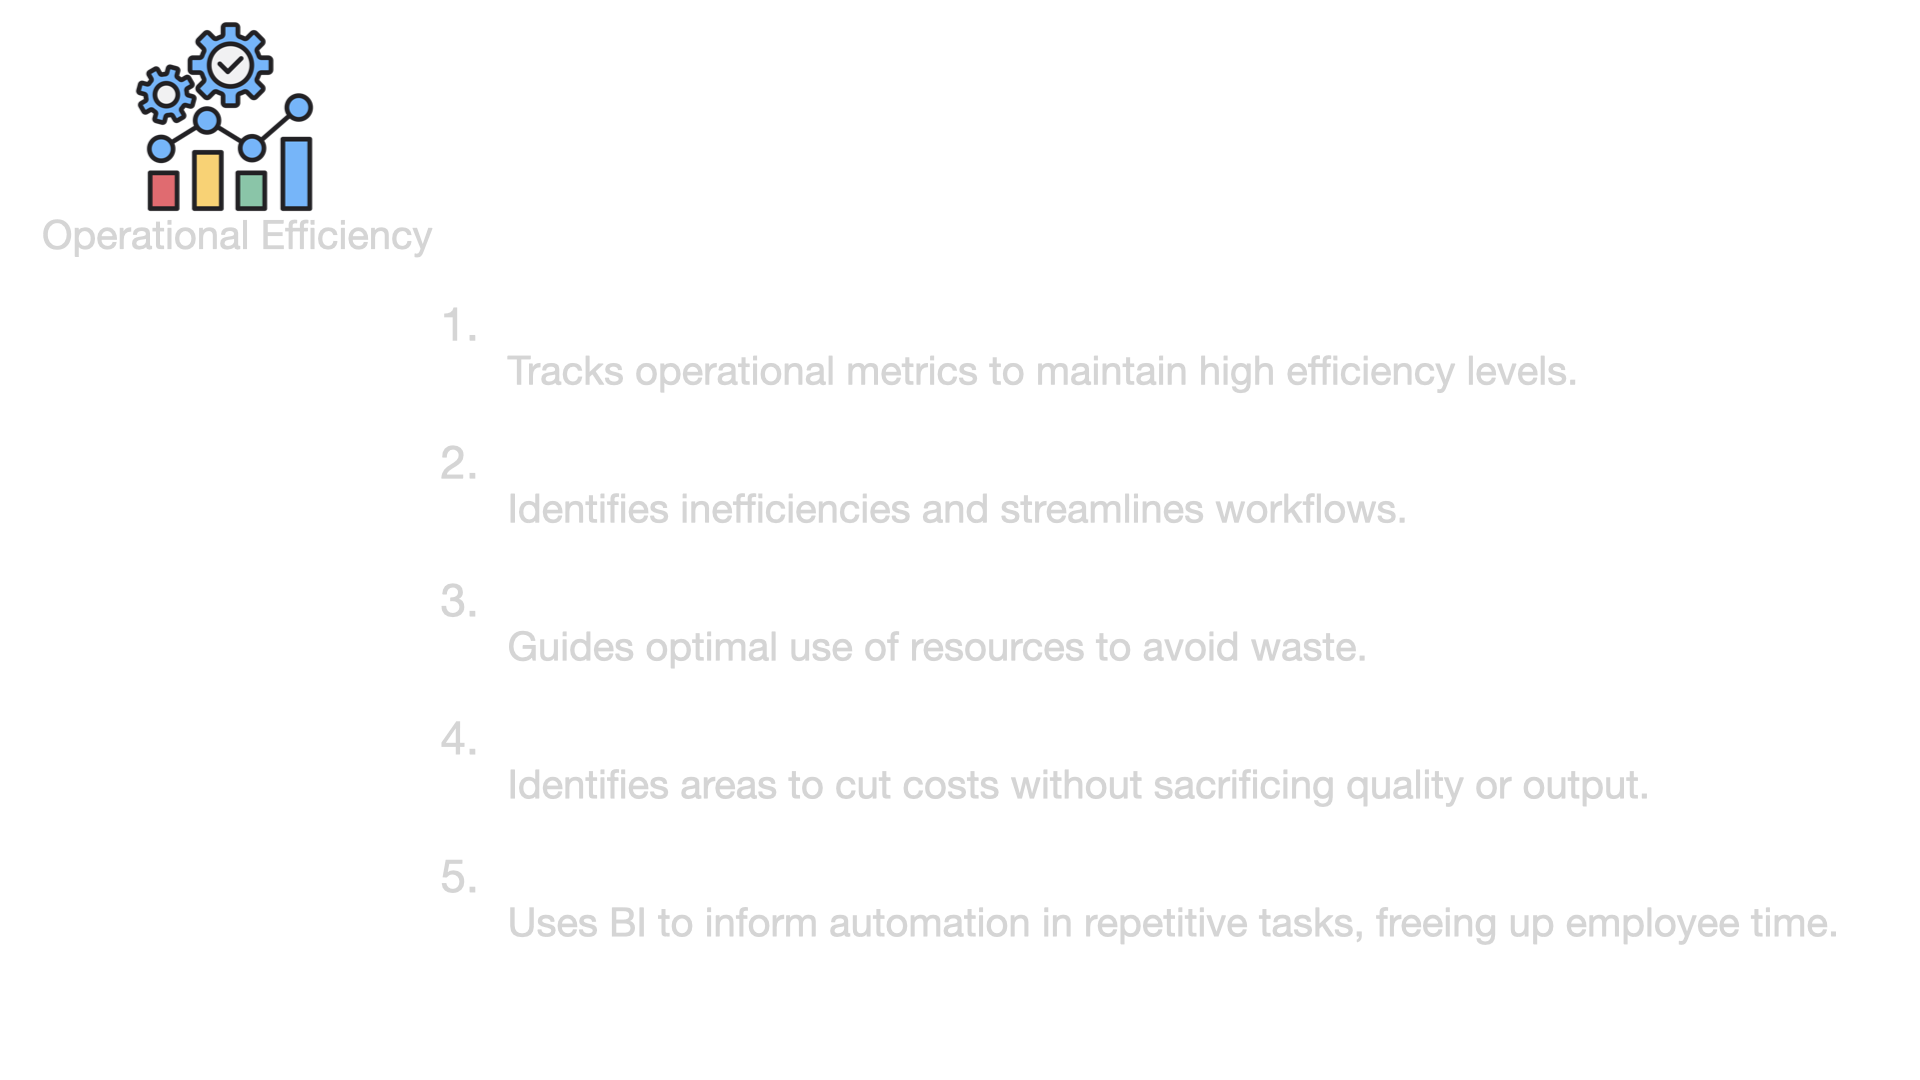 Operational Efficiency
1.
Tracks operational metrics to maintain high efficiency levels.
2.
Identifies inefficiencies and streamlines workflows.
3.
Guides optimal use of resources to avoid waste.
4.
Identifies areas to cut costs without sacrificing quality or output.
5.
Uses BI to inform automation in repetitive tasks, freeing up employee time.